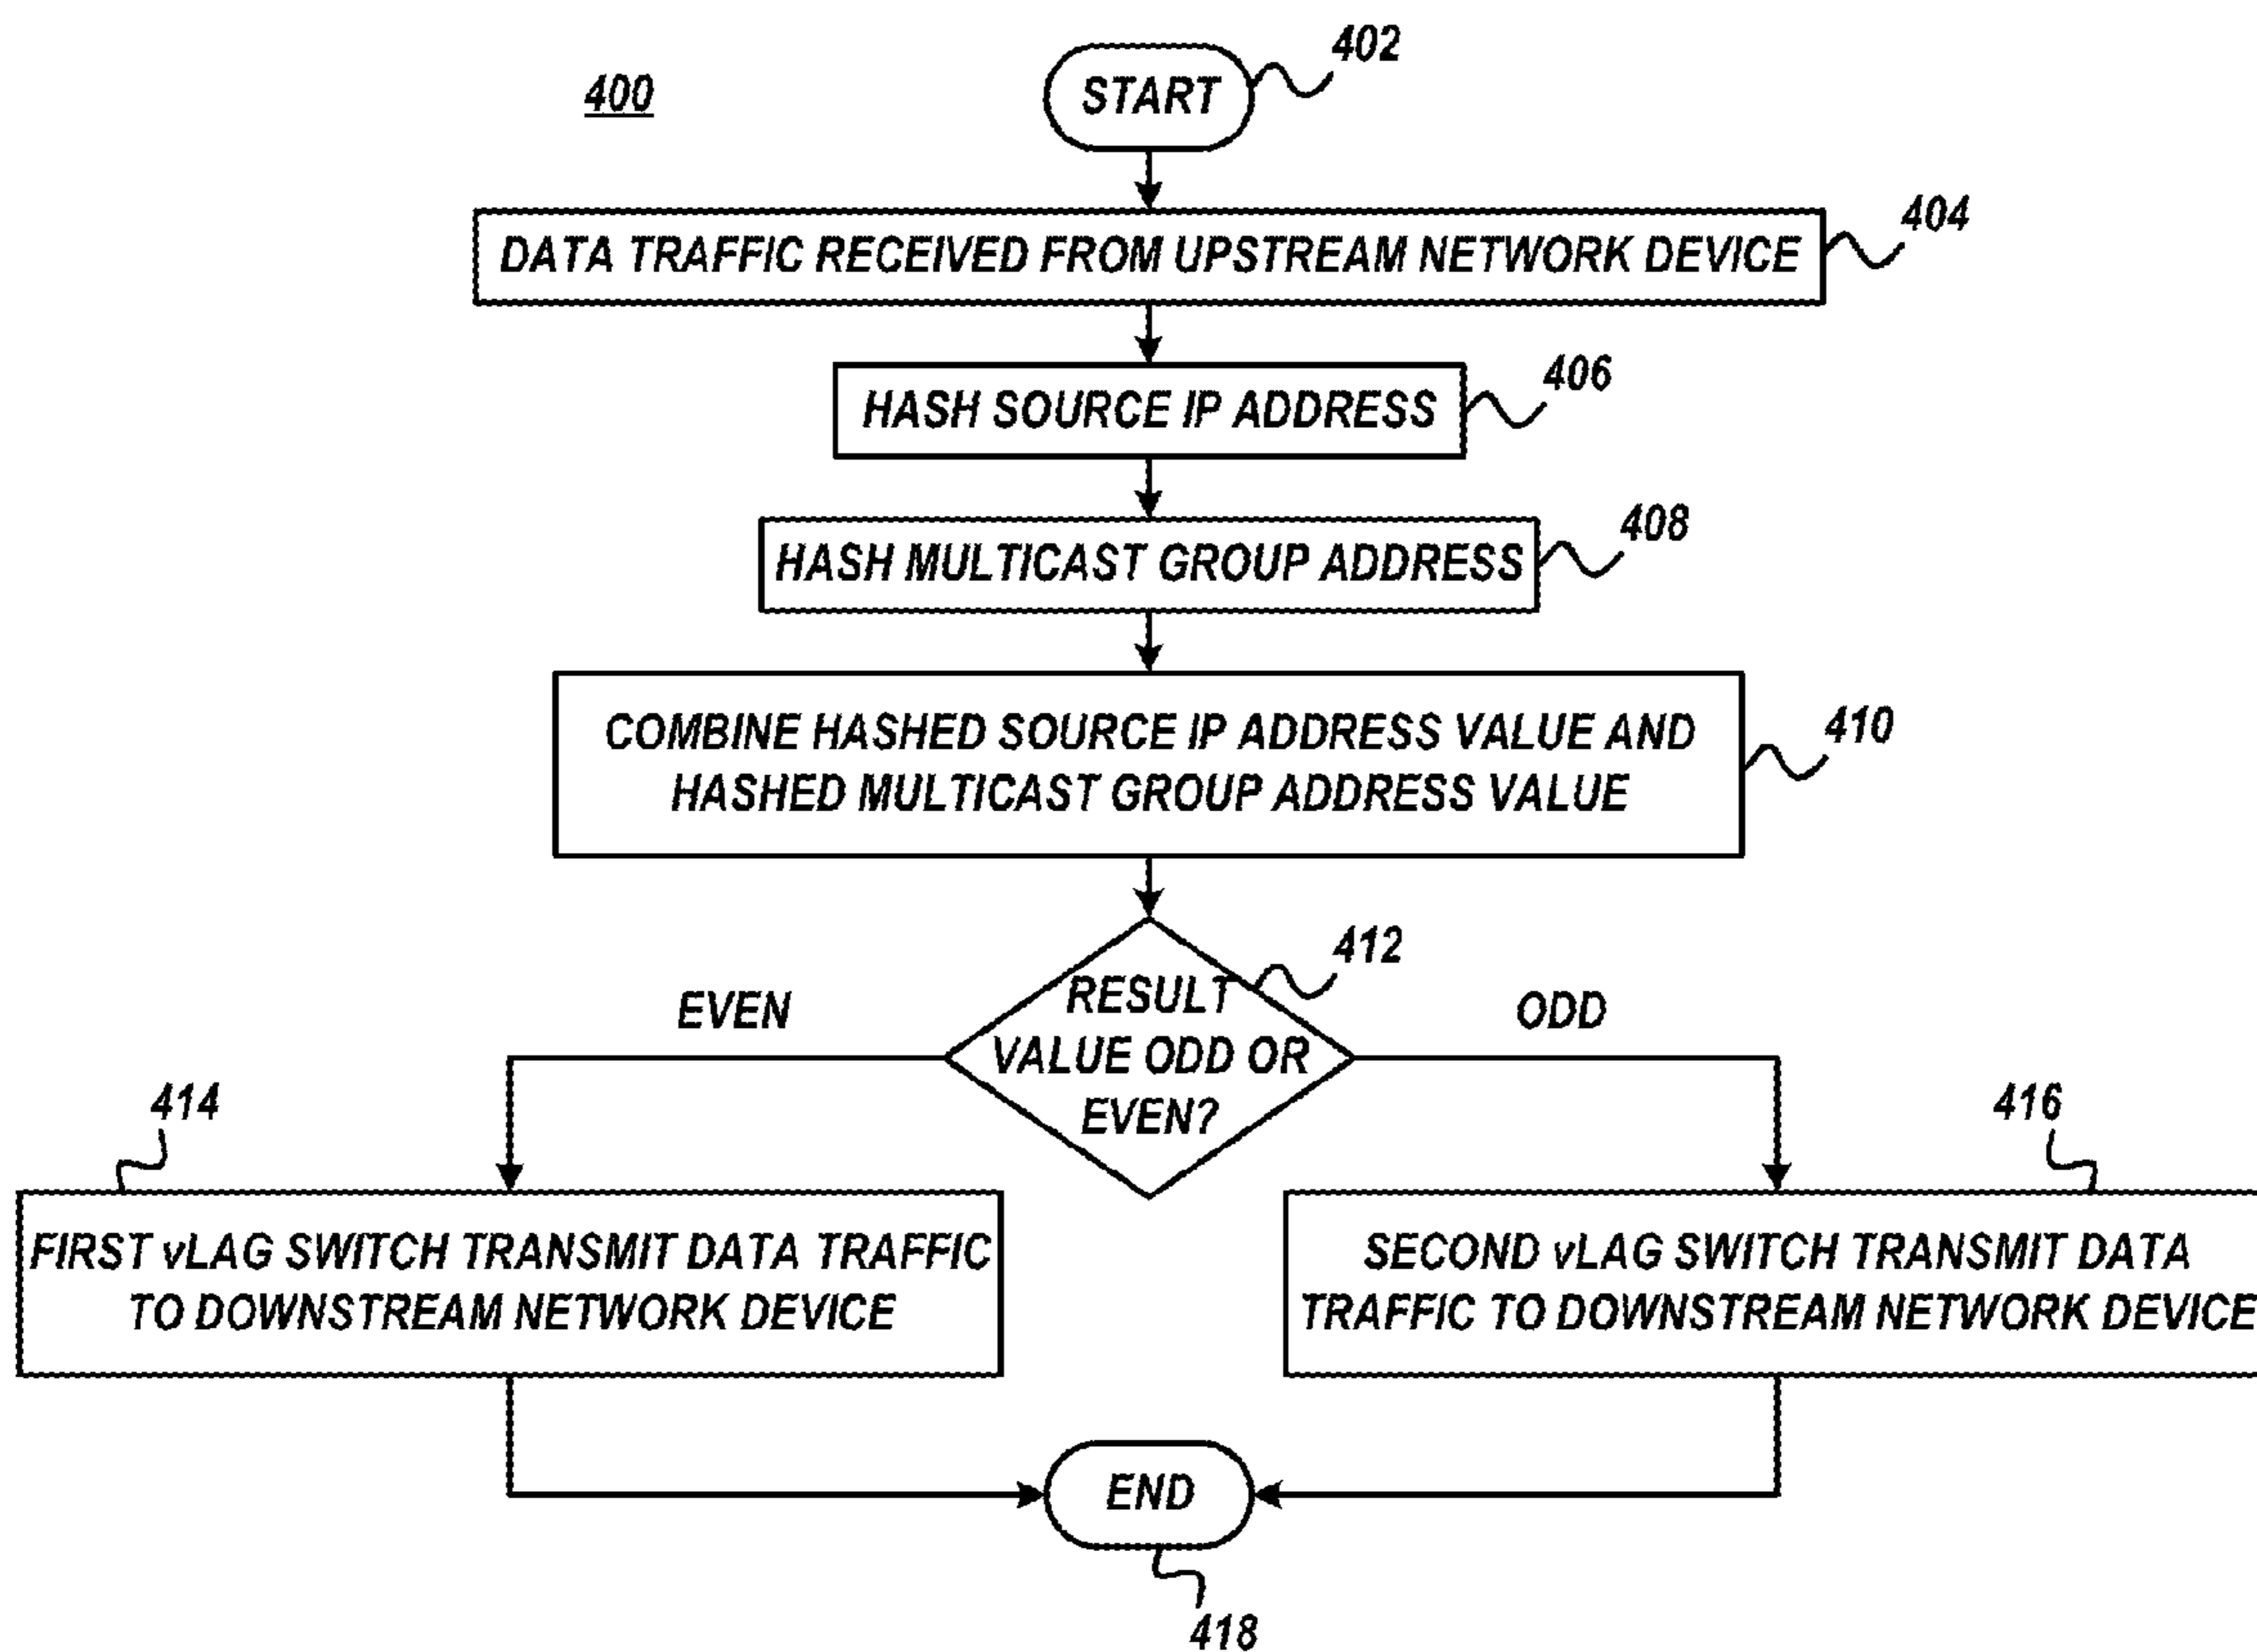 400
START
402
DATA TRAFFIC RECEIVED FROM UPSTREAM NETWORK DEVICE
404
HASH SOURCE IP ADDRESS
406
HASH MULTICAST GROUP ADDRESS
408
COMBINE HASHED SOURCE IP ADDRESS VALUE AND
HASHED MULTICAST GROUP ADDRESS VALUE
410
RESULT
VALUE ODD OR
EVEN?
412
EVEN
ODD
414
FIRST vLAG SWITCH TRANSMIT DATA TRAFFIC
TO DOWNSTREAM NETWORK DEVICE
416
SECOND vLAG SWITCH TRANSMIT DATA
TRAFFIC TO DOWNSTREAM NETWORK DEVICE
END
418